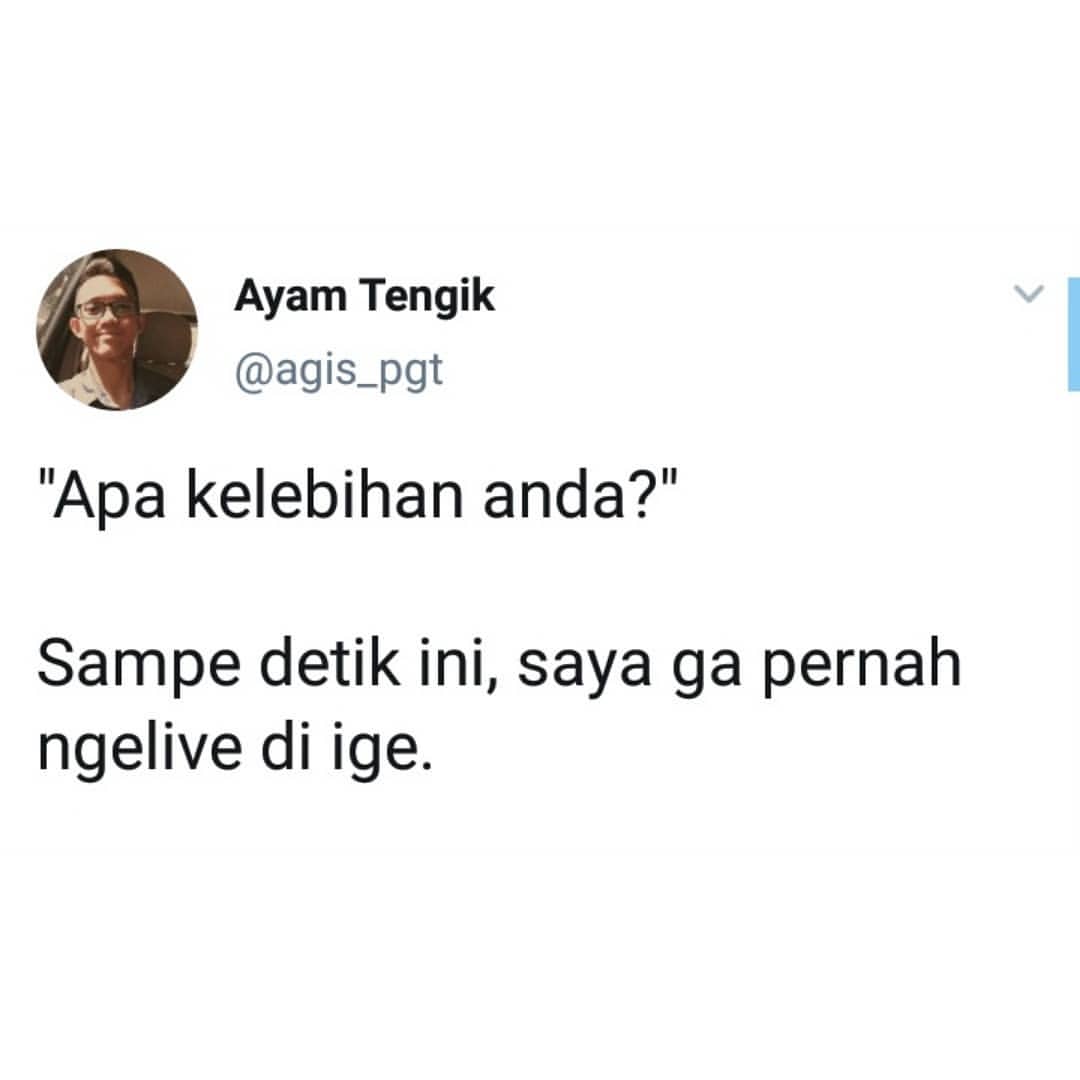 Ayam Tengik
@agis_pgt
"Apa kelebihan anda?"
Sampe detik ini, saya ga pernah
ngelive di ige.